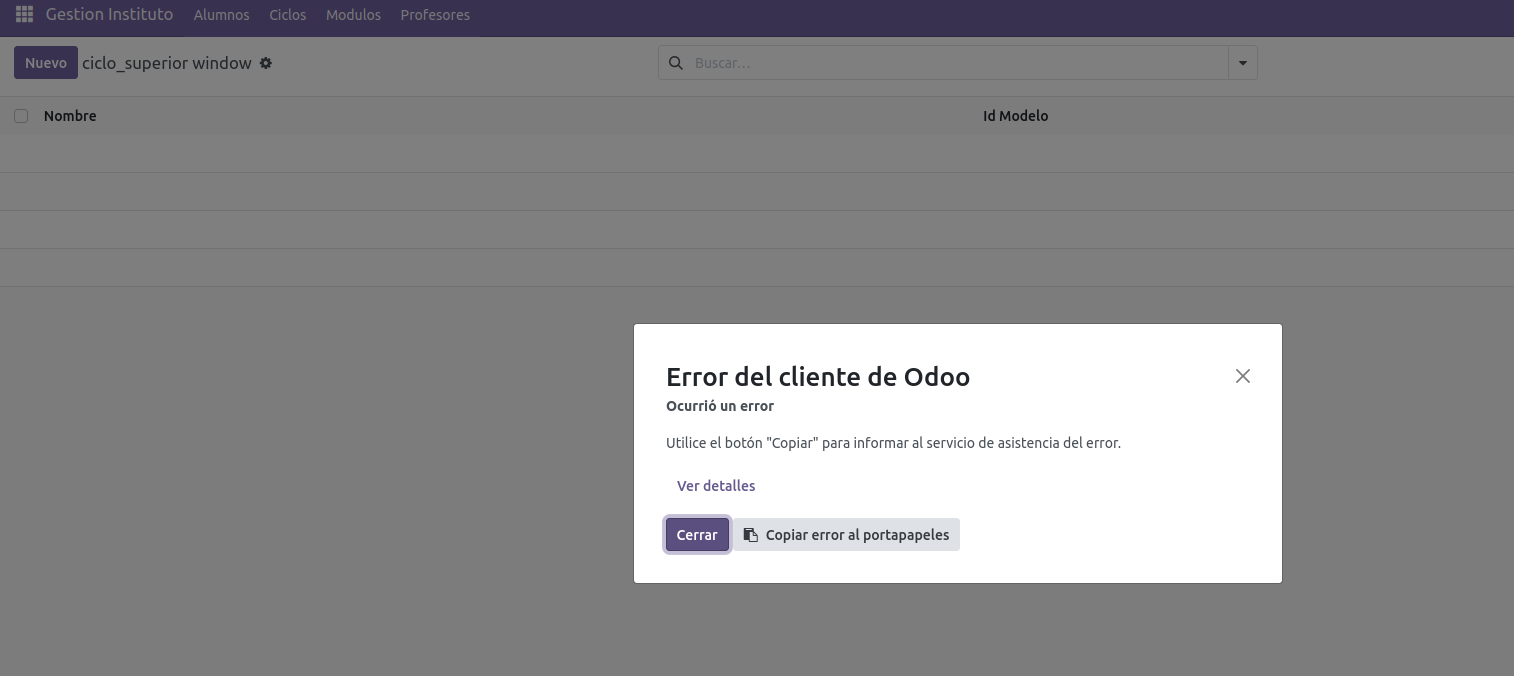 Gestion Instituto Alumnos Ciclos Modulos Profesores
Nuevo ciclo_superior window Buscar...
Nombre Id Modelo
Error del cliente de Odoo
Ocurrió un error
Utilice el botón "Copiar" para informar al servicio de asistencia del error.
Ver detalles
Cerrar Copiar error al portapapeles